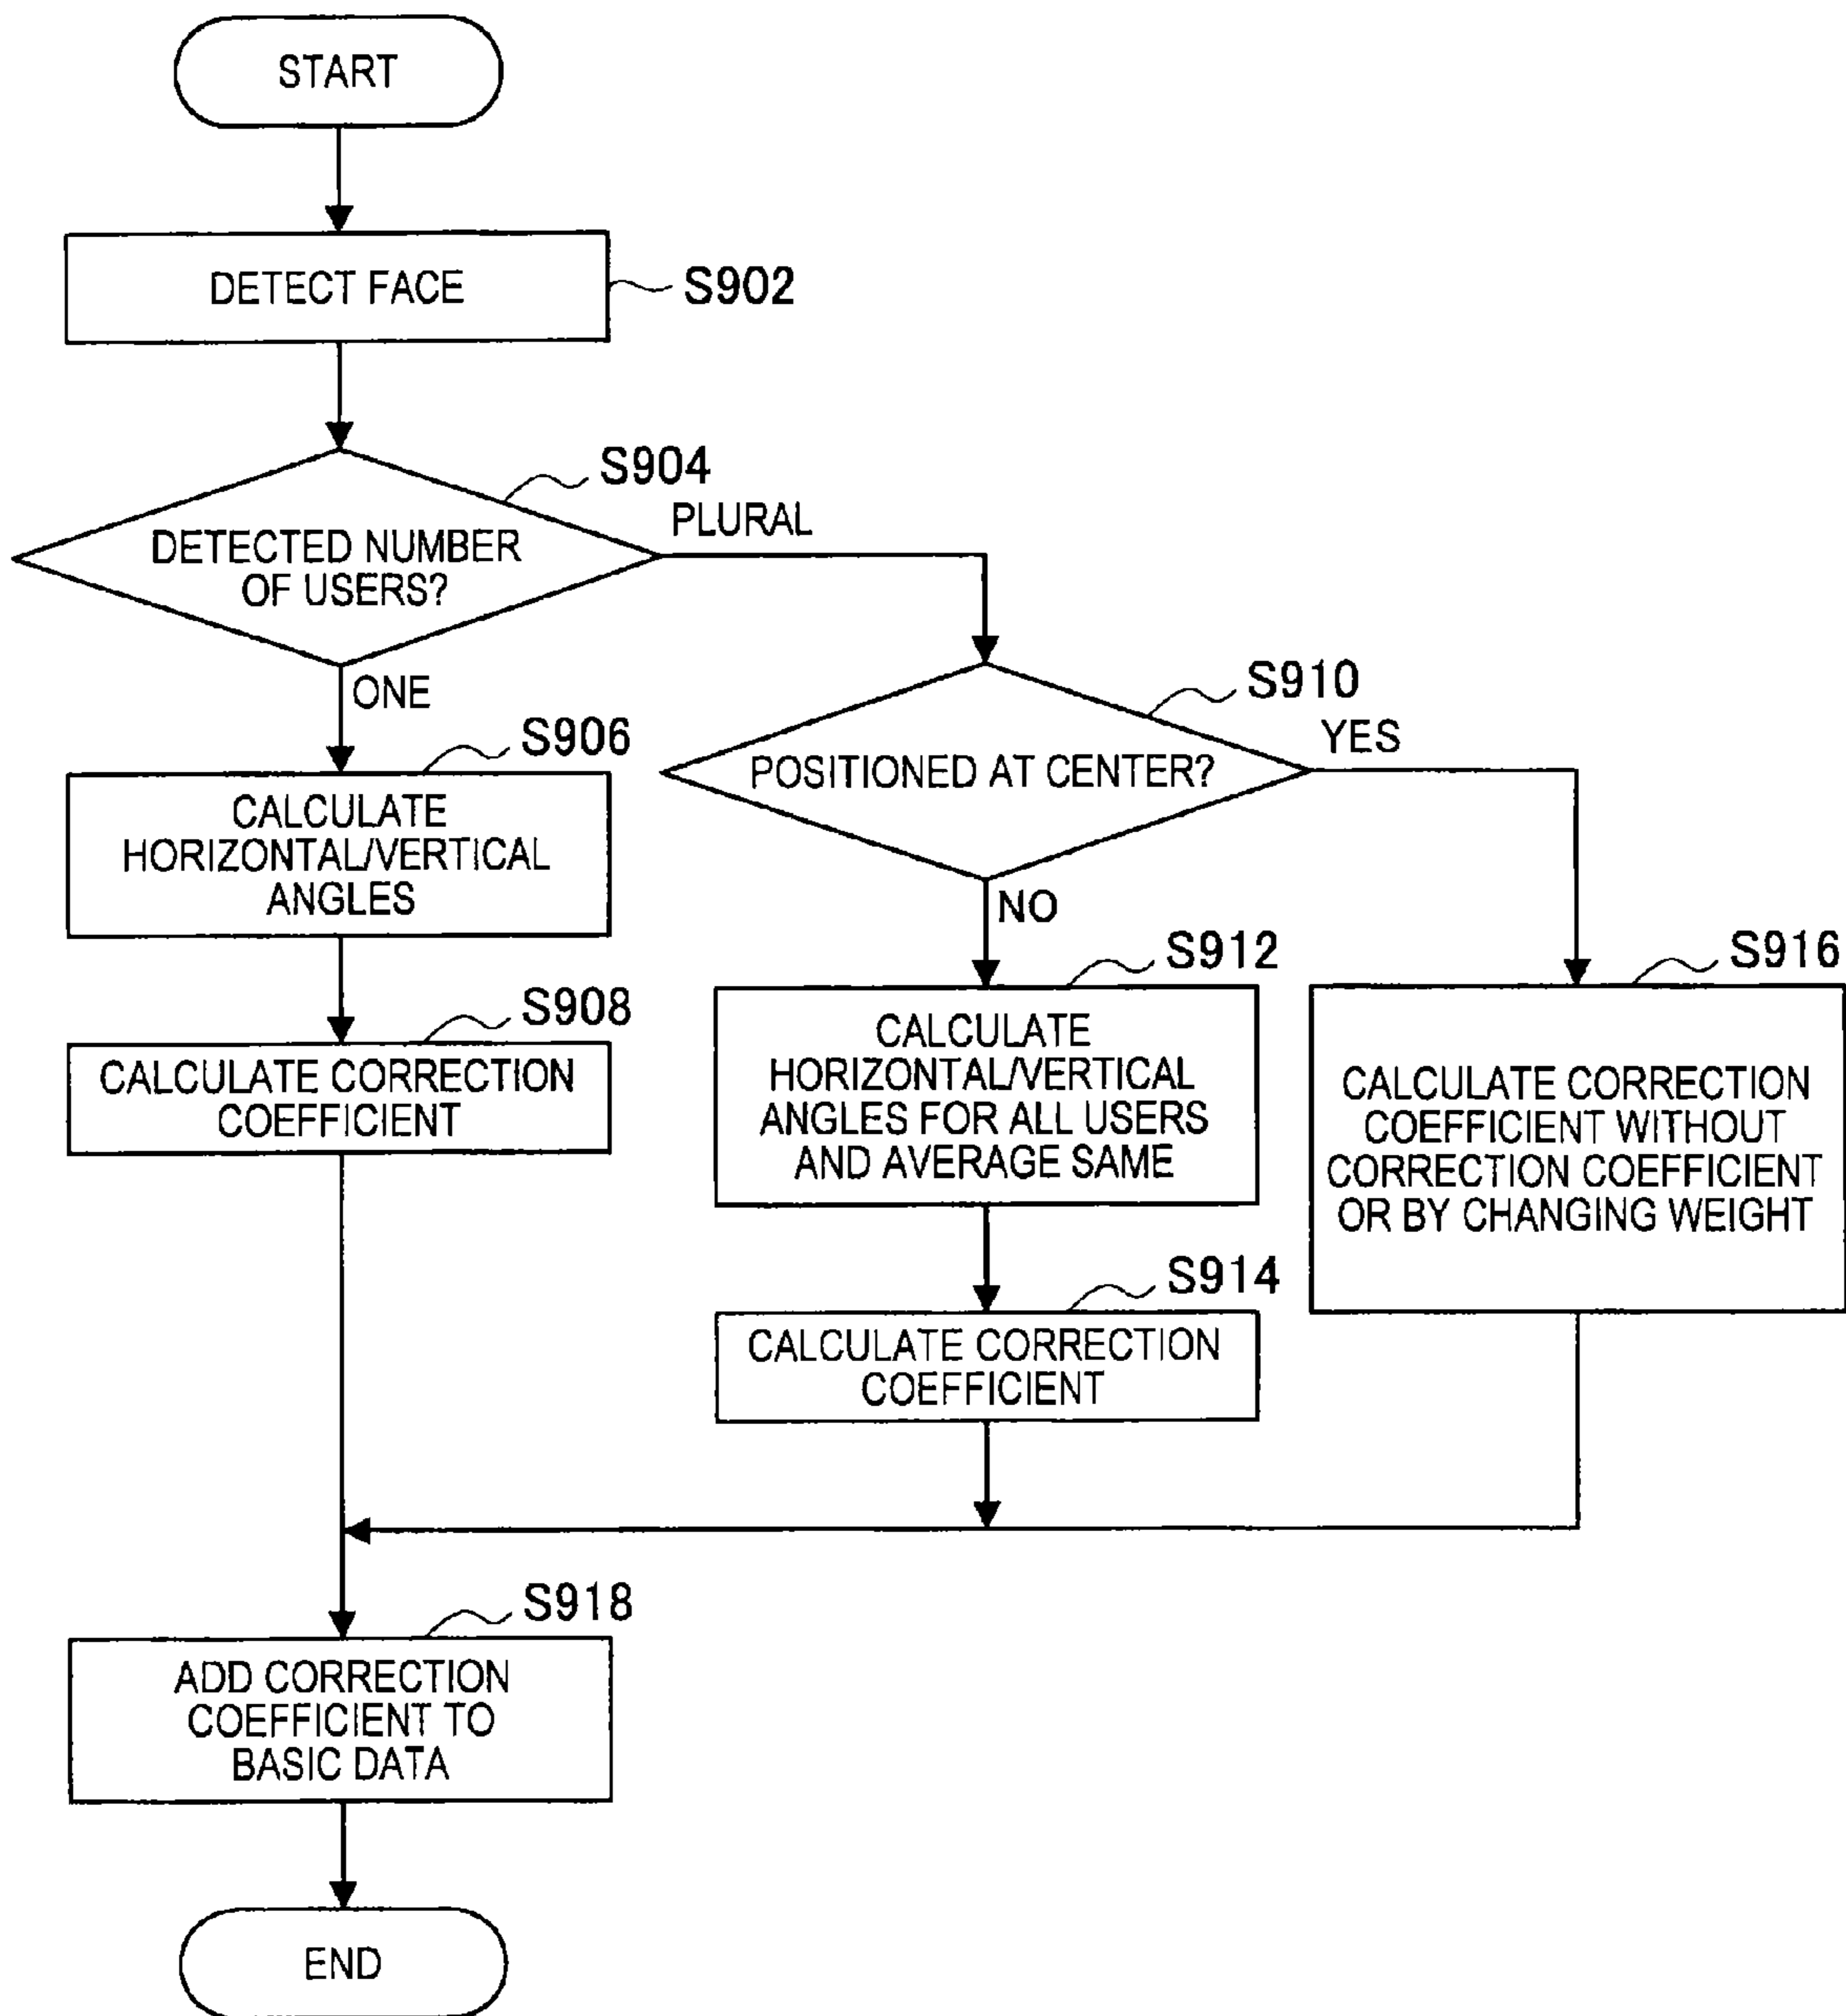 START
DETECT FACE
S902
S904
PLURAL
DETECTED NUMBER
OF USERS?
ONE
S906
CALCULATE
HORIZONTAL/VERTICAL
ANGLES
S908
CALCULATE CORRECTION
COEFFICIENT
S910
YES
POSITIONED AT CENTER?
NO
S912
CALCULATE
HORIZONTAL/VERTICAL
ANGLES FOR ALL USERS
AND AVERAGE SAME
S914
CALCULATE CORRECTION
COEFFICIENT
S916
CALCULATE CORRECTION
COEFFICIENT WITHOUT
CORRECTION COEFFICIENT
OR BY CHANGING WEIGHT
S918
ADD CORRECTION
COEFFICIENT TO
BASIC DATA
END